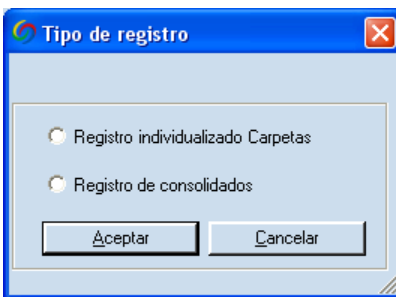 Tipo de registro
Registro individualizado Carpetas
Registro de consolidados
Aceptar Cancelar